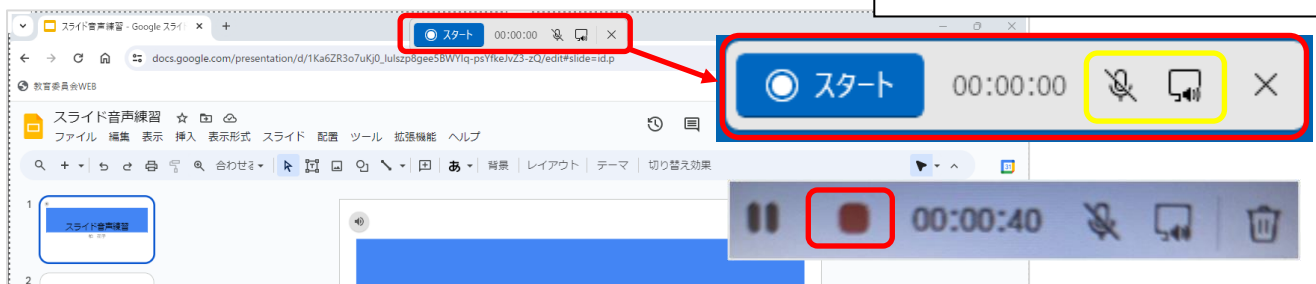 スライド音声練習 - Google スライ
スタート 00:00:00
スタート 00:00:00
docs.google.com/presentation/d/1Ka6ZR3o7uKj0_lulszp8gee5BWYlq-psYfkeJvZ3-zQ/edit#slide=id.p
教育委員会WEB
スライド音声練習
ファイル 編集 表示 挿入 表示形式 スライド 配置 ツール 拡張機能 ヘルプ
合わせる あ 背景 レイアウト テーマ 切り替え効果
00:00:40
1
スライド音声練習
2